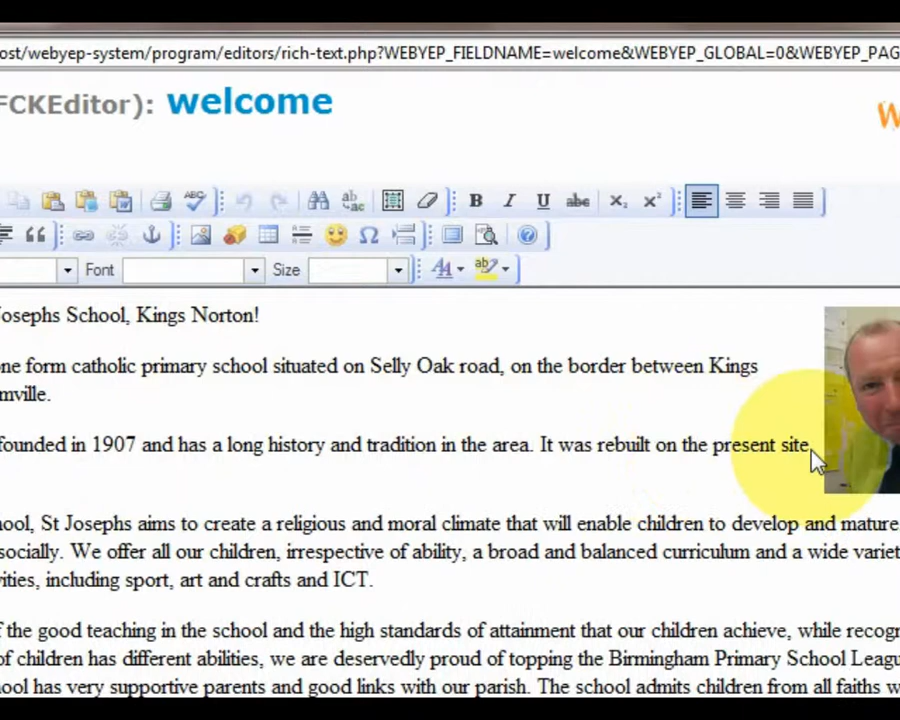 ost/webyep-system/program/editors/rich-text.php?WEBYEP_FIELDNAME=welcome&WEBYEP_GLOBAL=0&WEBYEP_PAG
FCKEditor): welcome
B I U abc X₂ X²
Font Size
Josephs School, Kings Norton!
one form catholic primary school situated on Selly Oak road, on the border between Kings
mville.
founded in 1907 and has a long history and tradition in the area. It was rebuilt on the present site,
hool, St Josephs aims to create a religious and moral climate that will enable children to develop and mature
socially. We offer all our children, irrespective of ability, a broad and balanced curriculum and a wide variet
vities, including sport, art and crafts and ICT.
f the good teaching in the school and the high standards of attainment that our children achieve, while recogn
of children has different abilities, we are deservedly proud of topping the Birmingham Primary School Leagu
hool has very supportive parents and good links with our parish. The school admits children from all faiths w